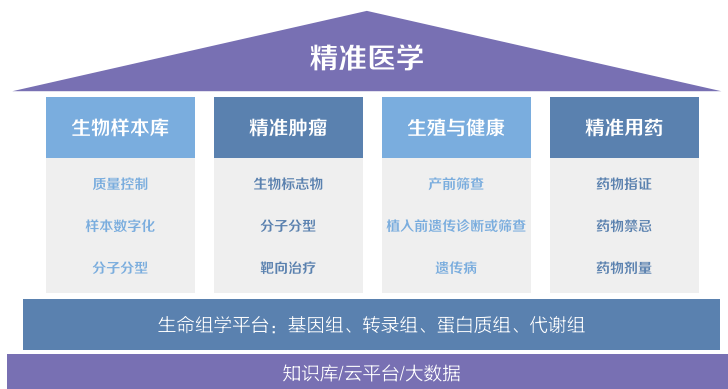 精准医学
生物样本库
质量控制
样本数字化
分子分型
精准肿瘤
生物标志物
分子分型
靶向治疗
生殖与健康
产前筛查
植入前遗传诊断或筛查
遗传病
精准用药
药物指证
药物禁忌
药物剂量
生命组学平台：基因组、转录组、蛋白质组、代谢组
知识库/云平台/大数据